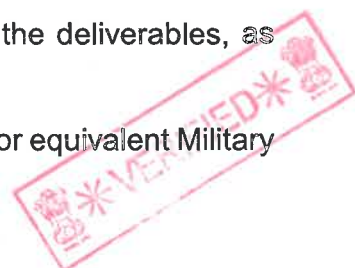 the deliverables, as
or equivalent Military
*VERIFIED*